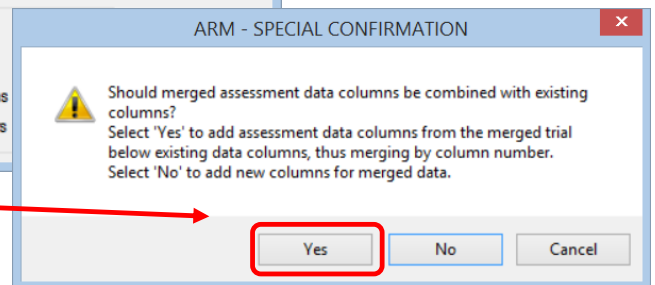 ARM - SPECIAL CONFIRMATION
Should merged assessment data columns be combined with existing
columns?
Select 'Yes' to add assessment data columns from the merged trial
below existing data columns, thus merging by column number.
Select 'No' to add new columns for merged data.
Yes No Cancel